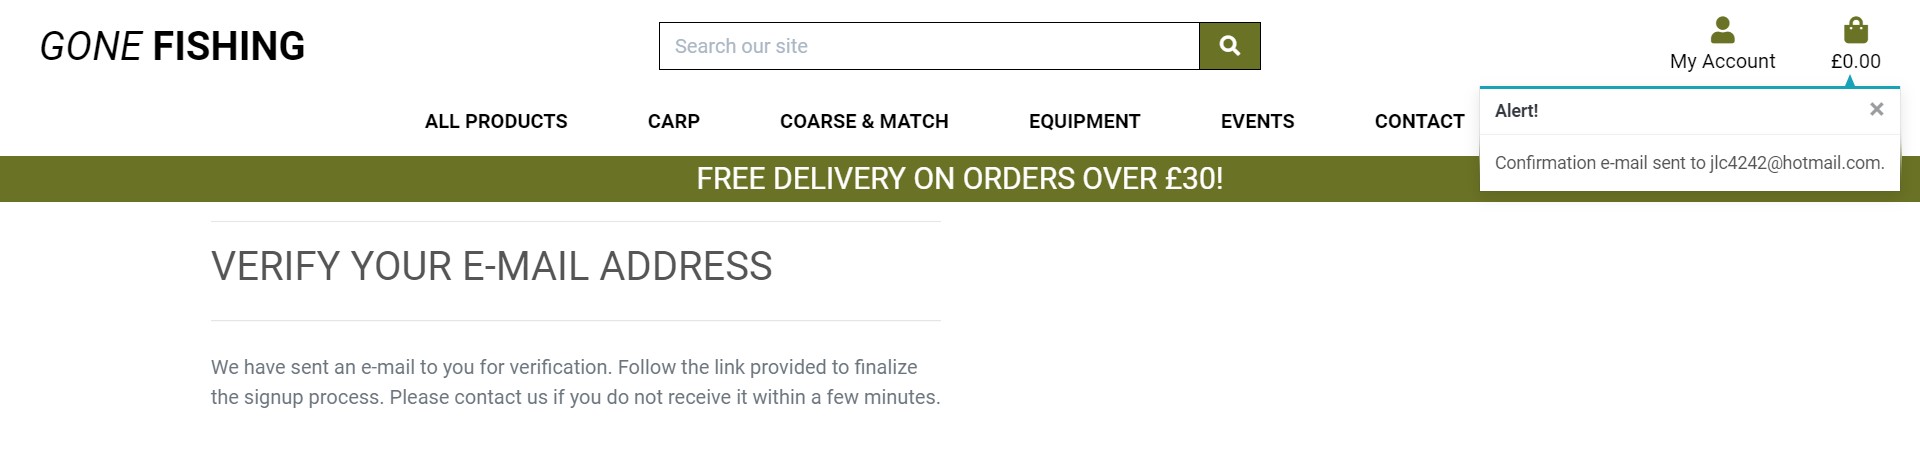 GONE FISHING
Search our site
My Account
£0.00
ALL PRODUCTS
CARP
COARSE & MATCH
EQUIPMENT
EVENTS
CONTACT
Alert!
×
Confirmation e-mail sent to jlc4242@hotmail.com.
FREE DELIVERY ON ORDERS OVER £30!
VERIFY YOUR E-MAIL ADDRESS
We have sent an e-mail to you for verification. Follow the link provided to finalize
the signup process. Please contact us if you do not receive it within a few minutes.